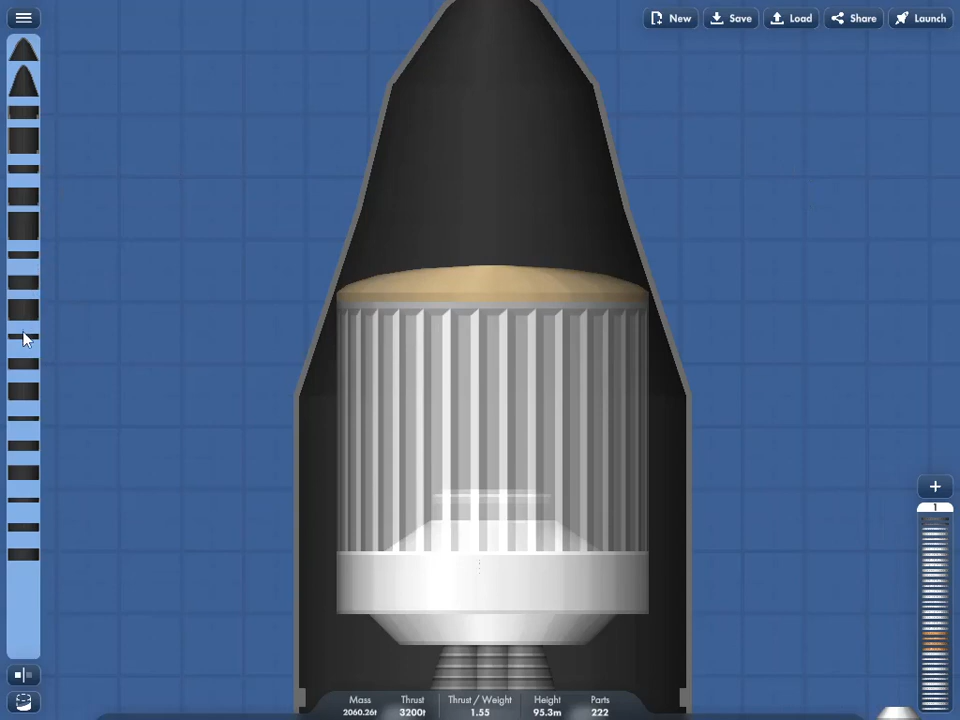 New Save Load Share Launch
1
Mass Thrust Thrust / Weight Height Parts
2060.26t 3200t 1.55 95.3m 222